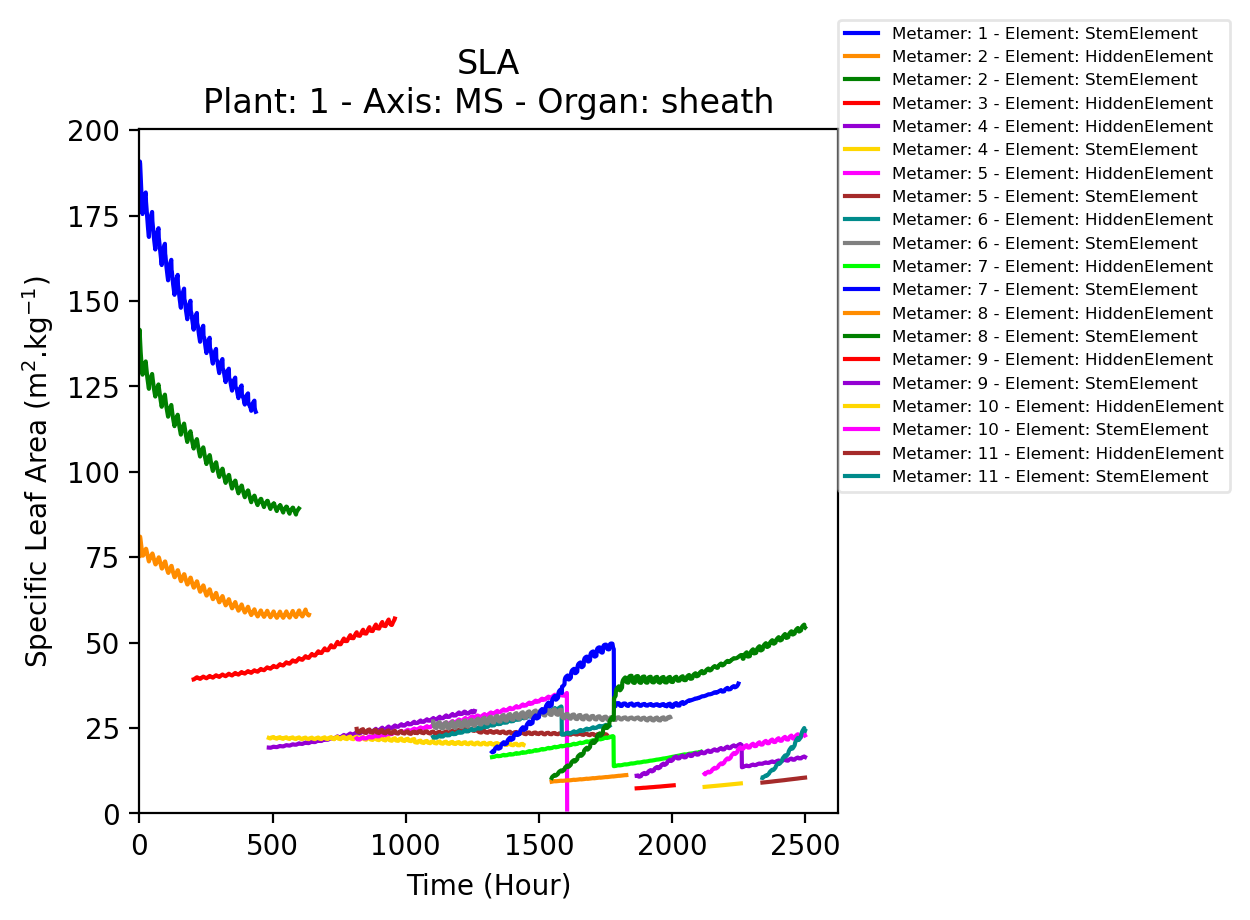 SLA
Plant: 1 - Axis: MS - Organ: sheath
Metamer: 1 - Element: StemElement
Metamer: 2 - Element: HiddenElement
Metamer: 2 - Element: StemElement
Metamer: 3 - Element: HiddenElement
Metamer: 4 - Element: HiddenElement
Metamer: 4 - Element: StemElement
Metamer: 5 - Element: HiddenElement
Metamer: 5 - Element: StemElement
Metamer: 6 - Element: HiddenElement
Metamer: 6 - Element: StemElement
Metamer: 7 - Element: HiddenElement
Metamer: 7 - Element: StemElement
Metamer: 8 - Element: HiddenElement
Metamer: 8 - Element: StemElement
Metamer: 9 - Element: HiddenElement
Metamer: 9 - Element: StemElement
Metamer: 10 - Element: HiddenElement
Metamer: 10 - Element: StemElement
Metamer: 11 - Element: HiddenElement
Metamer: 11 - Element: StemElement
Specific Leaf Area (m².kg⁻¹)
200
175
150
125
100
75
50
25
0
0 500 1000 1500 2000 2500
Time (Hour)